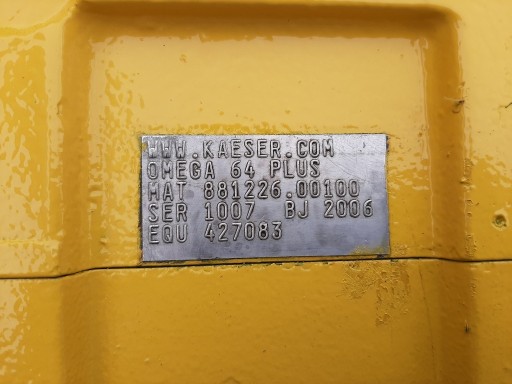 WWW.KAESER.COM
OMEGA 64 PLUS
MAT 881226.00100
SER 1007 BJ 2006
EQU 427083